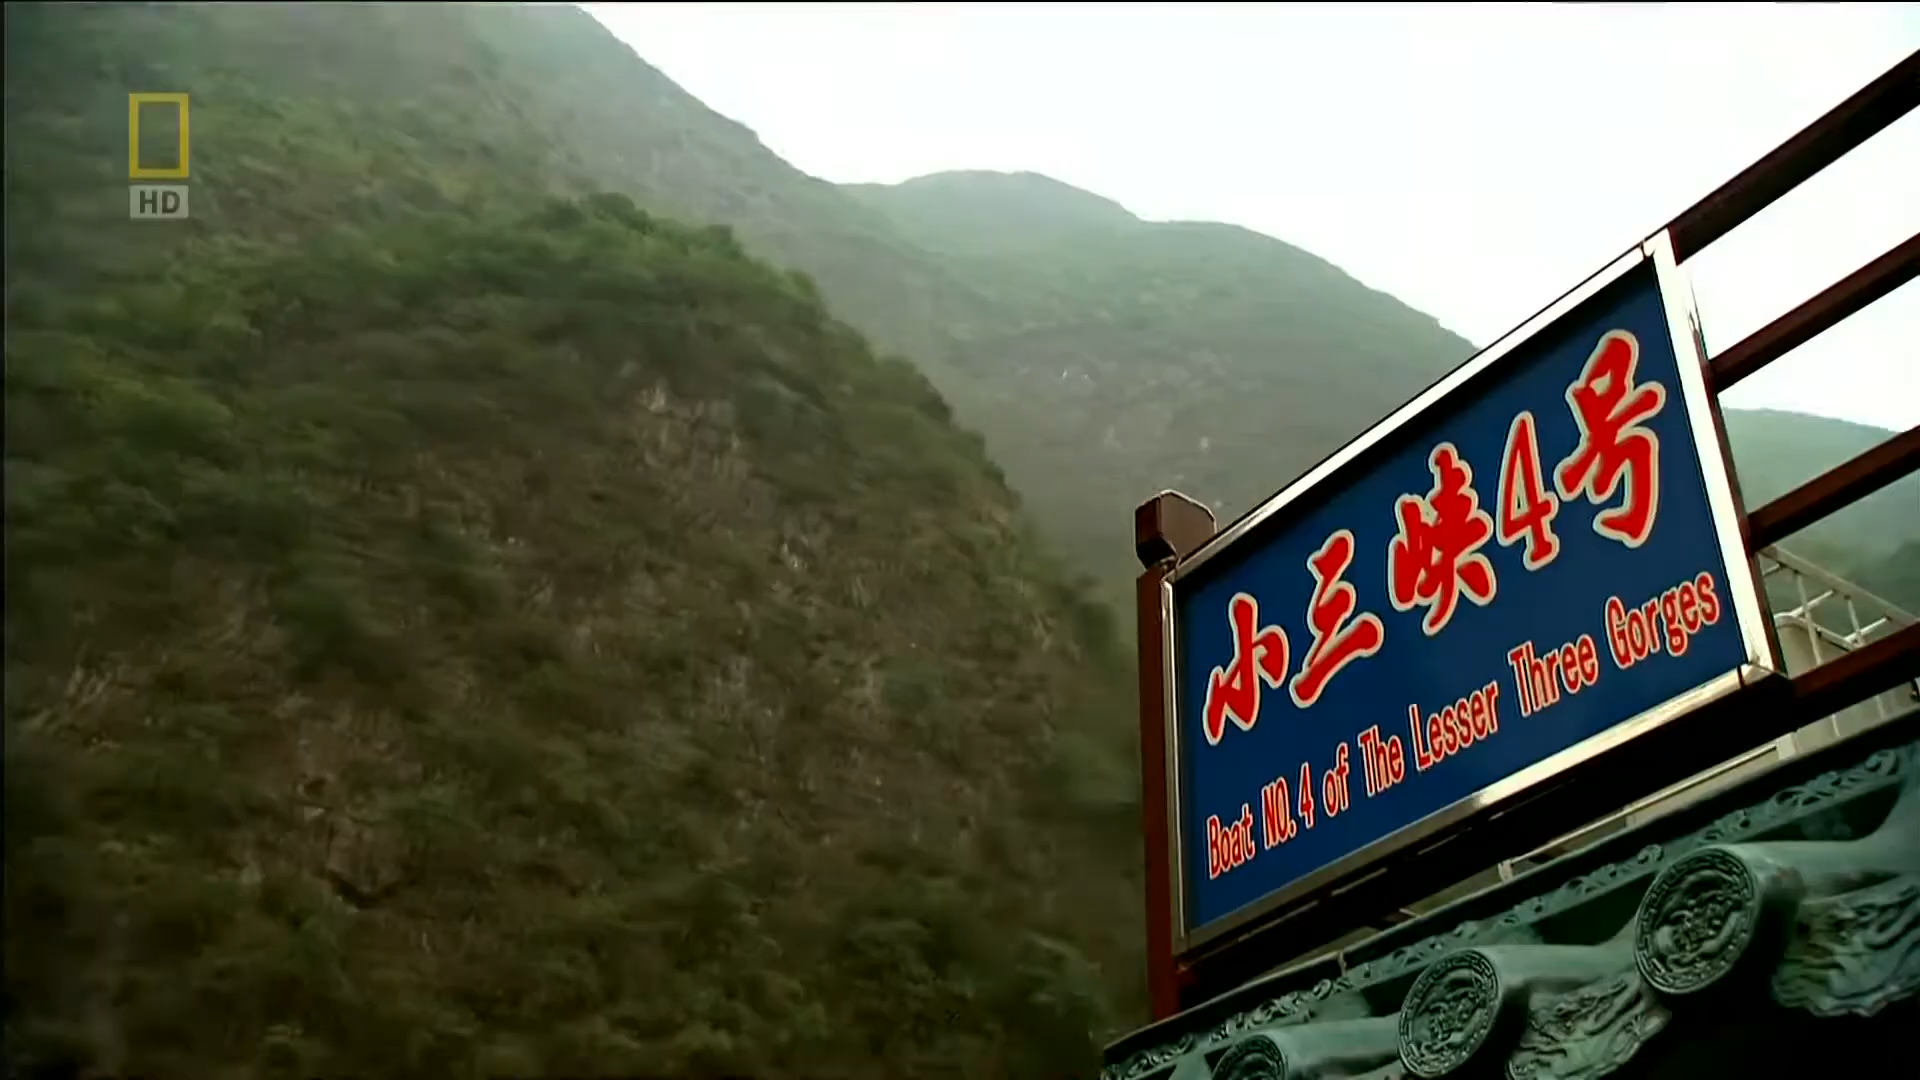 HD
小三峡4号
Boat NO.4 of The Lesser Three Gorges